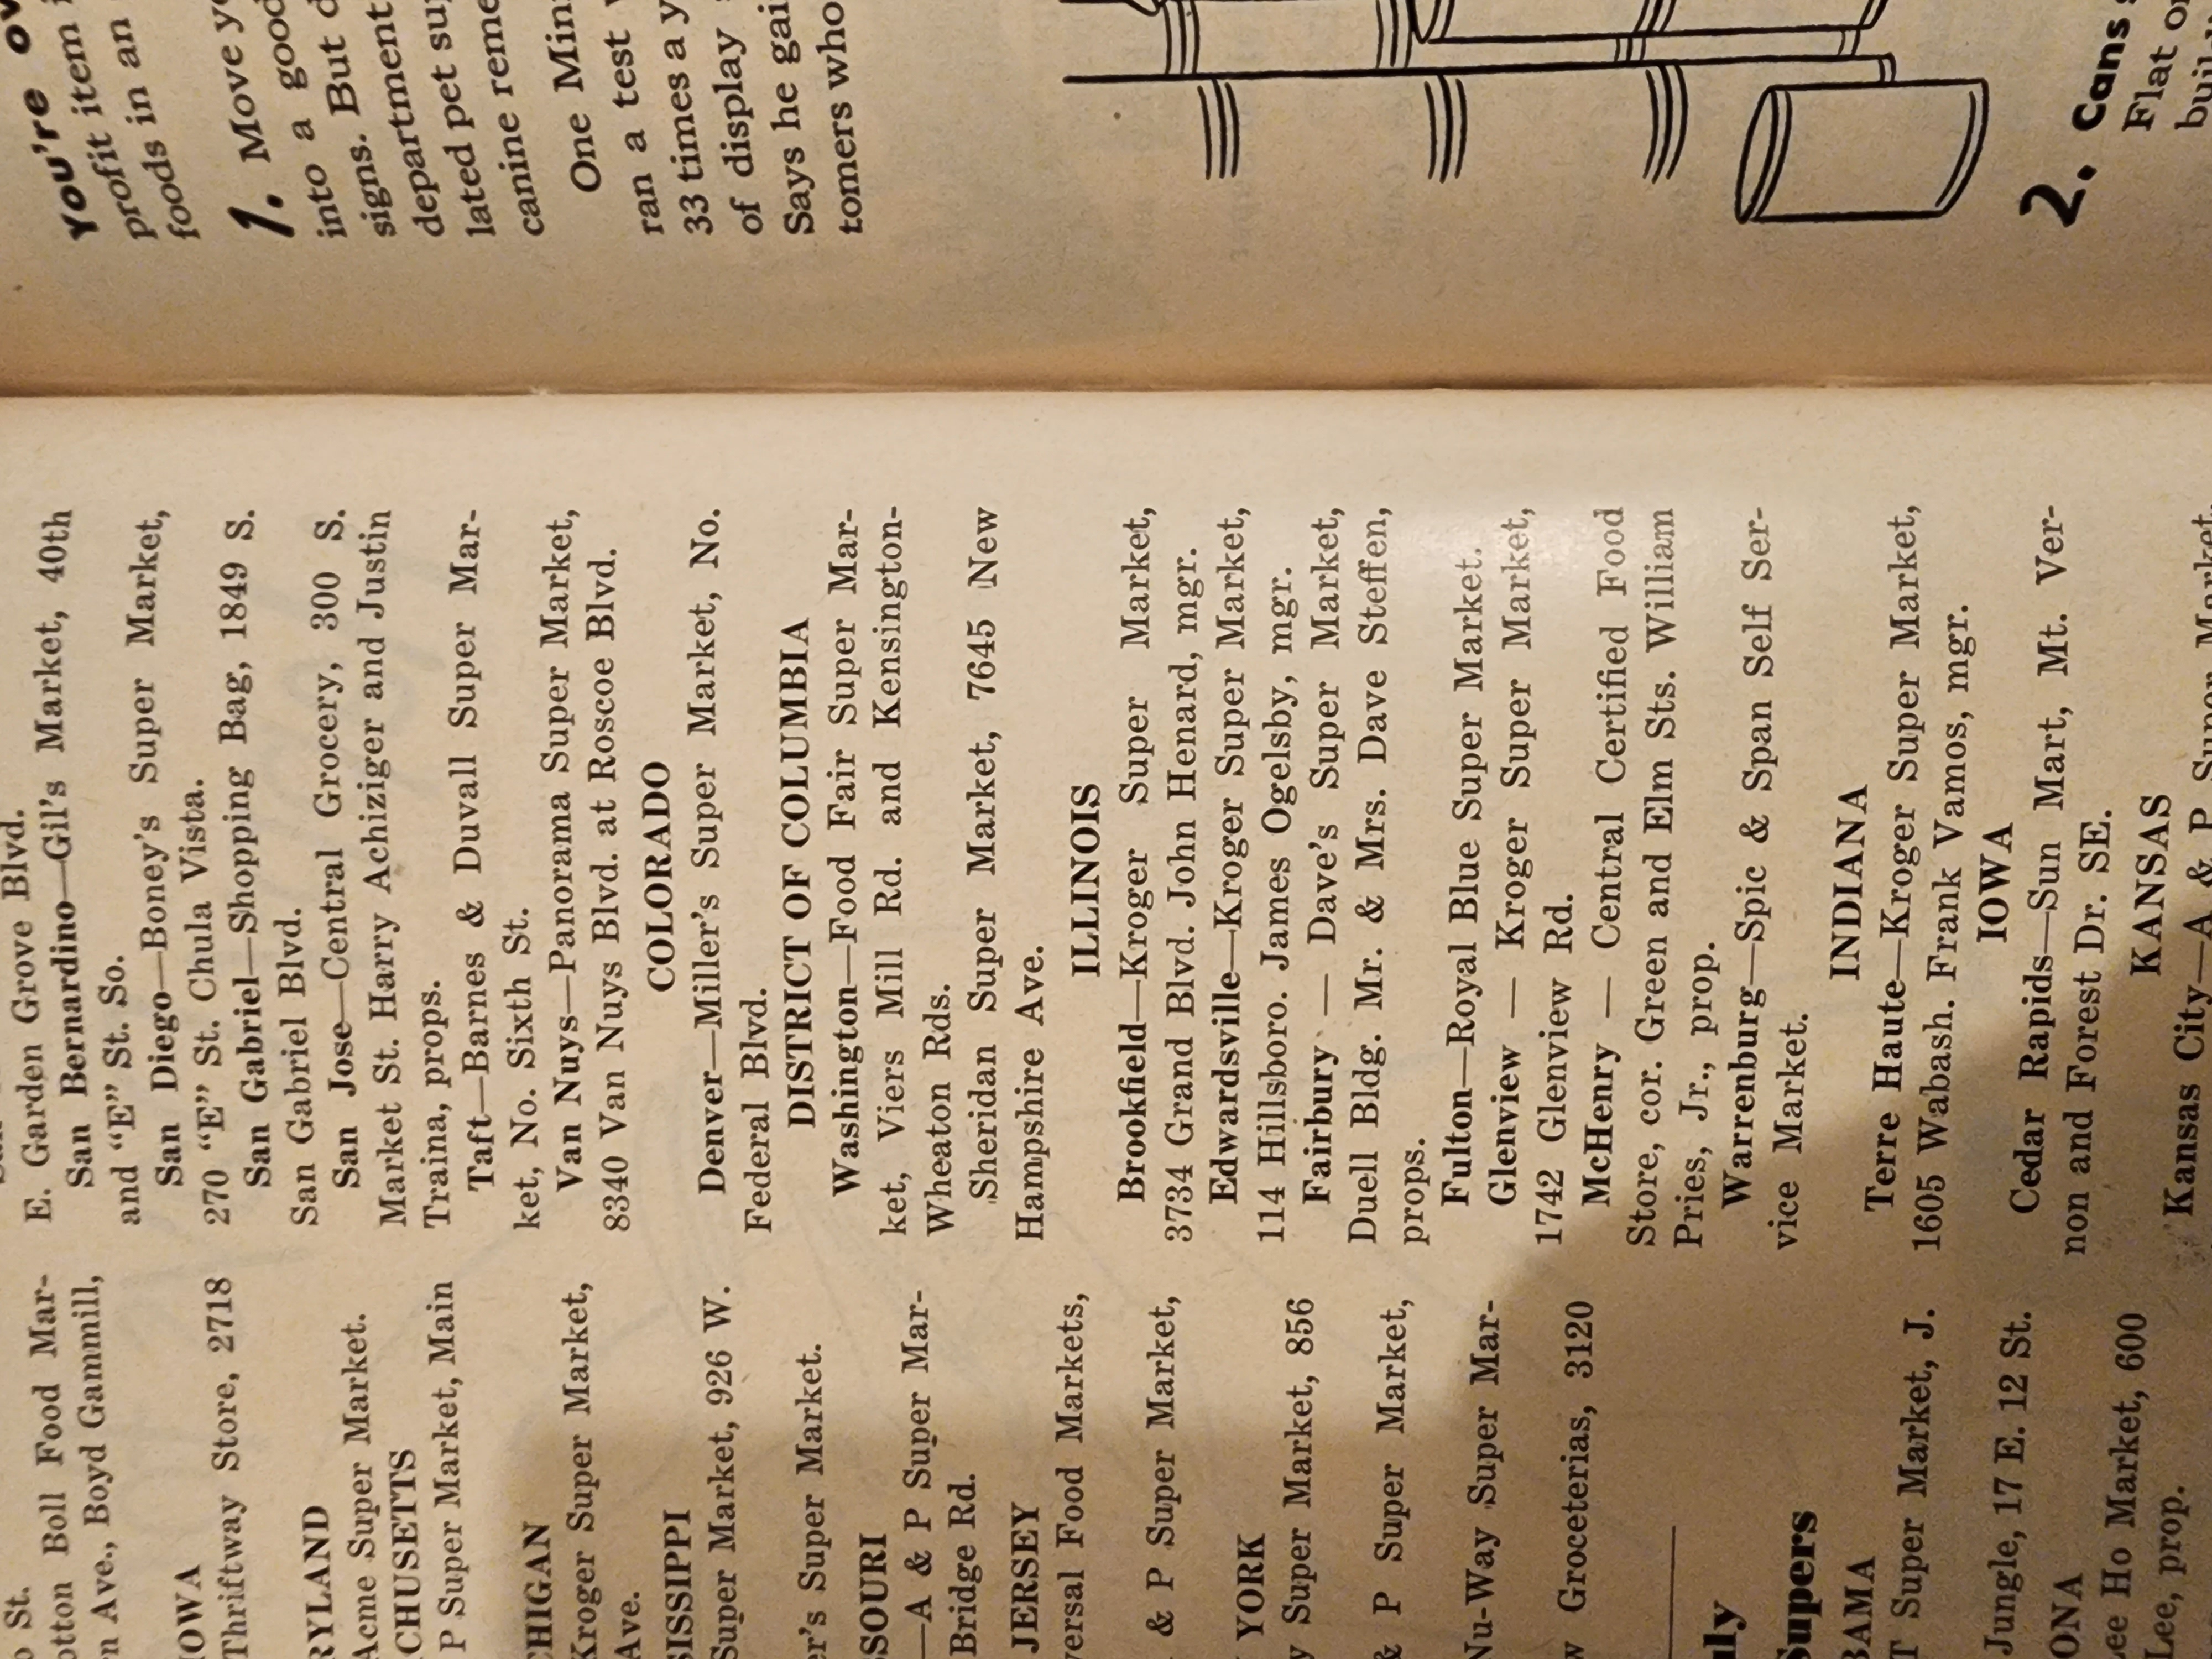 E. Garden Grove Blvd.
San Bernardino—Gil's Market, 40th
and "E" St. So.
San Diego—Boney's Super Market,
270 "E" St. Chula Vista.
San Gabriel—Shopping Bag, 1849 S.
San Gabriel Blvd.
San Jose—Central Grocery, 300 S.
Market St. Harry Achiziger and Justin
Traina, props.
Taft—Barnes & Duvall Super Mar-
ket, No. Sixth St.
Van Nuys—Panorama Super Market,
8340 Van Nuys Blvd. at Roscoe Blvd.
COLORADO
Denver—Miller's Super Market, No.
Federal Blvd.
DISTRICT OF COLUMBIA
Washington—Food Fair Super Mar-
ket, Viers Mill Rd. and Kensington-
Wheaton Rds.
Sheridan Super Market, 7645 New
Hampshire Ave.
ILLINOIS
Brookfield—Kroger Super Market,
3734 Grand Blvd. John Henard, mgr.
Edwardsville—Kroger Super Market,
114 Hillsboro. James Ogelsby, mgr.
Fairbury — Dave's Super Market,
Duell Bldg. Mr. & Mrs. Dave Steffen,
props.
Fulton—Royal Blue Super Market.
Glenview — Kroger Super Market,
1742 Glenview Rd.
McHenry — Central Certified Food
Store, cor. Green and Elm Sts. William
Pries, Jr., prop.
Warrenburg—Spic & Span Self Ser-
vice Market.
INDIANA
Terre Haute—Kroger Super Market,
1605 Wabash. Frank Vamos, mgr.
IOWA
Cedar Rapids—Sun Mart, Mt. Ver-
non and Forest Dr. SE.
KANSAS
Kansas City—A & P Super Market
St.
Boll Food Mar-
Ave., Boyd Gammill,
IOWA
Thriftway Store, 2718
RYLAND
Acme Super Market.
CHUSETTS
P Super Market, Main
CHIGAN
Kroger Super Market,
Ave.
SISSIPPI
Super Market, 926 W.
er's Super Market.
SOURI
—A & P Super Mar-
Bridge Rd.
JERSEY
versal Food Markets,
& P Super Market,
YORK
y Super Market, 856
& P Super Market,
Nu-Way Super Mar-
w Groceterias, 3120
uly
Supers
BAMA
T Super Market, J.
Jungle, 17 E. 12 St.
ONA
Lee Ho Market, 600
Lee, prop.
You're ov
profit item
foods in an
1. Move y
into a good
signs. But d
department
lated pet su
canine reme
One Min
ran a test
33 times a y
of display
Says he gai
tomers who
2. Cans
Flat o
buil